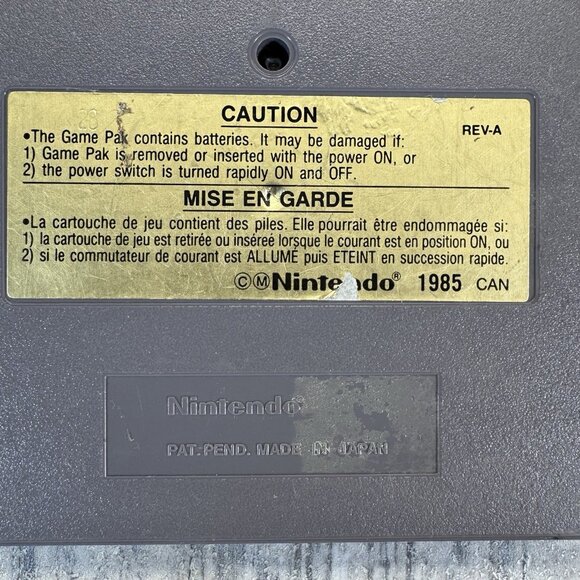 CAUTION
REV-A
•The Game Pak contains batteries. It may be damaged if:
1) Game Pak is removed or inserted with the power ON, or
2) the power switch is turned rapidly ON and OFF.
MISE EN GARDE
•La cartouche de jeu contient des piles. Elle pourrait être endommagée si:
1) la cartouche de jeu est retirée ou inséreé lorsque le courant est en position ON, ou
2) si le commutateur de courant est ALLUMÉ puis ETEINT en succession rapide.
ⒸⓂNintendo® 1985 CAN
Nintendo®
PAT. PEND. MADE IN JAPAN